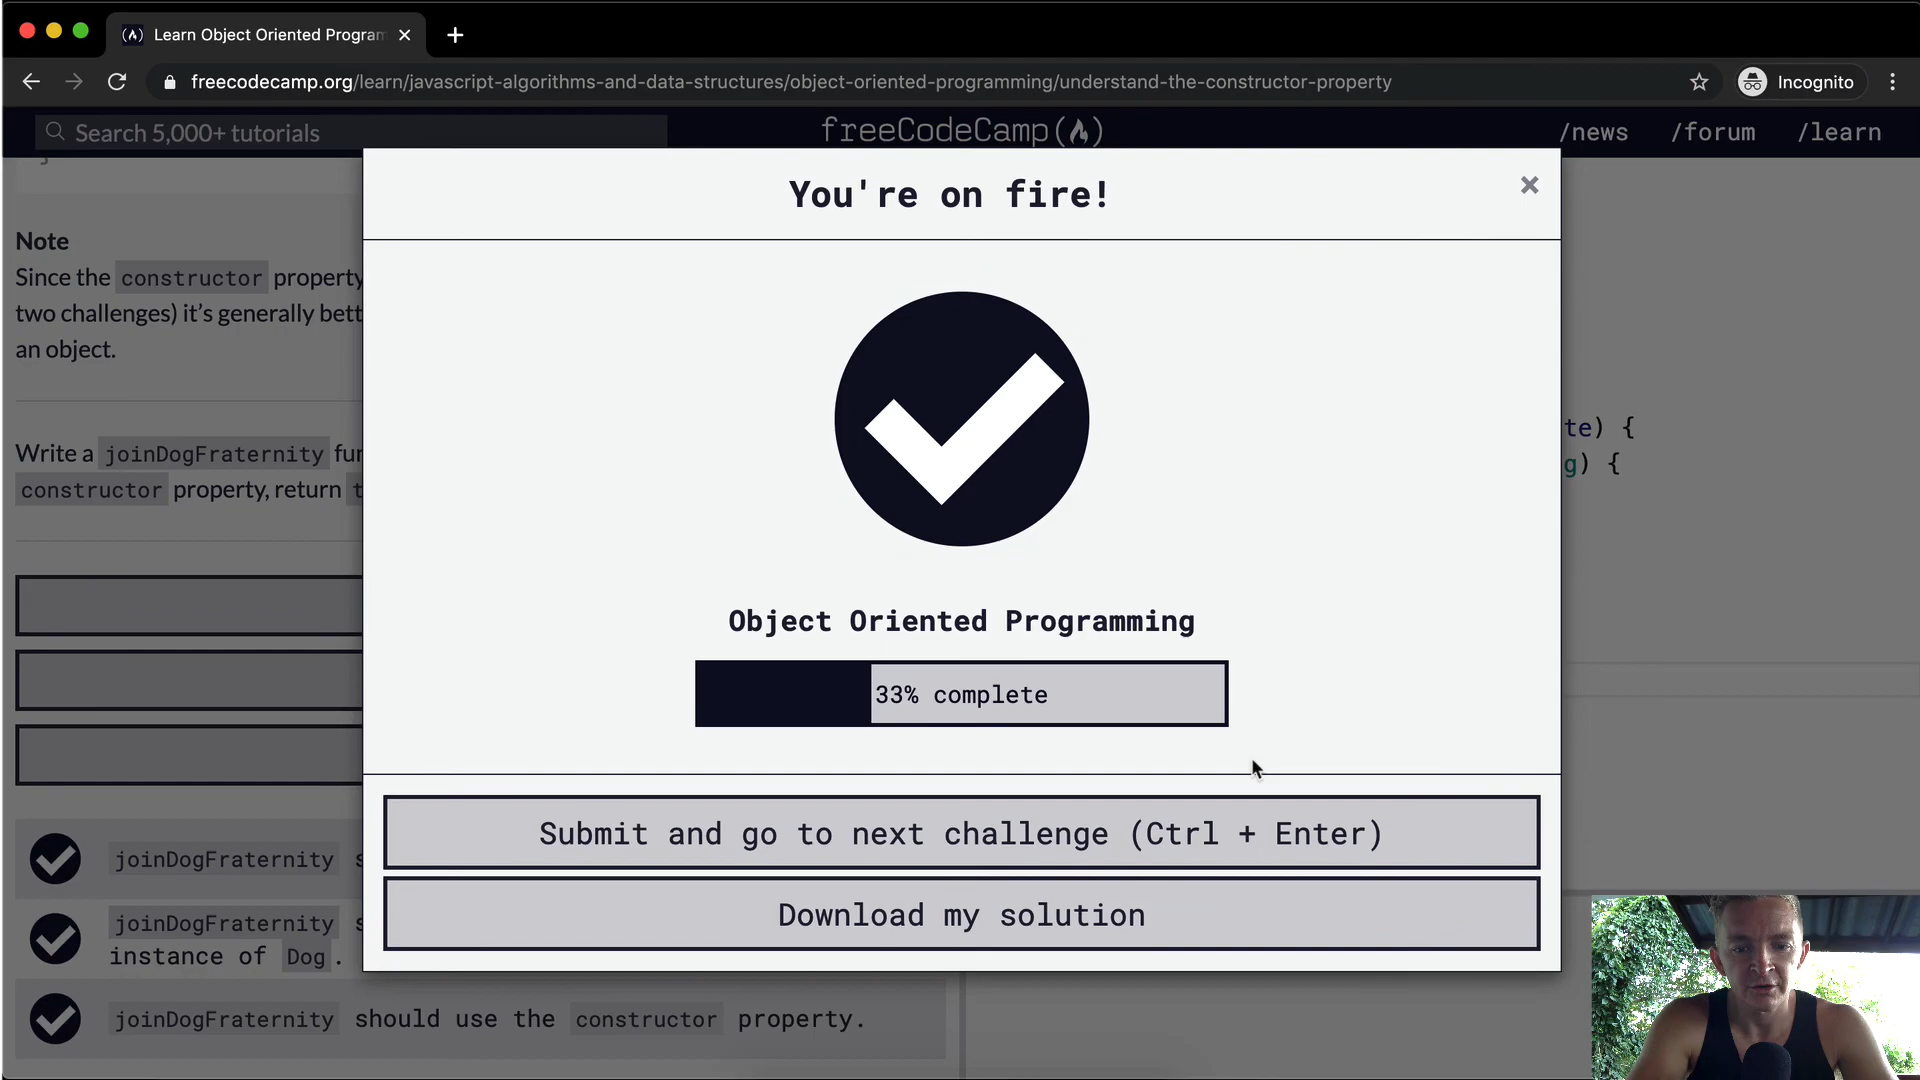 Learn Object Oriented Program
freecodecamp.org/learn/javascript-algorithms-and-data-structures/object-oriented-programming/understand-the-constructor-property
Incognito
Search 5,000+ tutorials
freeCodeCamp
/news
/forum
/learn
You're on fire!
Note
Since the constructor property
two challenges) it's generally bett
an object.
Write a joinDogFraternity fun
constructor property, return t
te) {
g) {
Object Oriented Programming
33% complete
Submit and go to next challenge (Ctrl + Enter)
Download my solution
joinDogFraternity s
joinDogFraternity s
instance of Dog.
joinDogFraternity should use the constructor property.